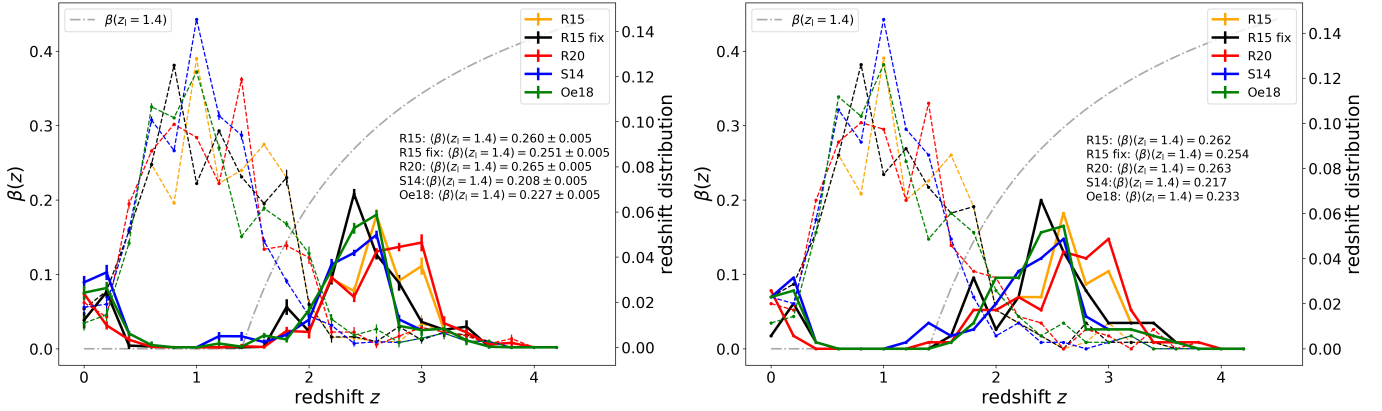 β(z_l = 1.4)
R15
R15 fix
R20
S14
Oe18
R15: ⟨β⟩(z_l = 1.4) = 0.260 ± 0.005
R15 fix: ⟨β⟩(z_l = 1.4) = 0.251 ± 0.005
R20: ⟨β⟩(z_l = 1.4) = 0.265 ± 0.005
S14:⟨β⟩(z_l = 1.4) = 0.208 ± 0.005
Oe18: ⟨β⟩(z_l = 1.4) = 0.227 ± 0.005
β(z)
0.4
0.3
0.2
0.1
0.0
0.14
0.12
0.10
0.08
0.06
0.04
0.02
0.00
redshift distribution
0 1 2 3 4
redshift z
β(z_l = 1.4)
R15
R15 fix
R20
S14
Oe18
R15: ⟨β⟩(z_l = 1.4) = 0.262
R15 fix: ⟨β⟩(z_l = 1.4) = 0.254
R20: ⟨β⟩(z_l = 1.4) = 0.263
S14:⟨β⟩(z_l = 1.4) = 0.217
Oe18: ⟨β⟩(z_l = 1.4) = 0.233
β(z)
0.4
0.3
0.2
0.1
0.0
0.14
0.12
0.10
0.08
0.06
0.04
0.02
0.00
redshift distribution
0 1 2 3 4
redshift z